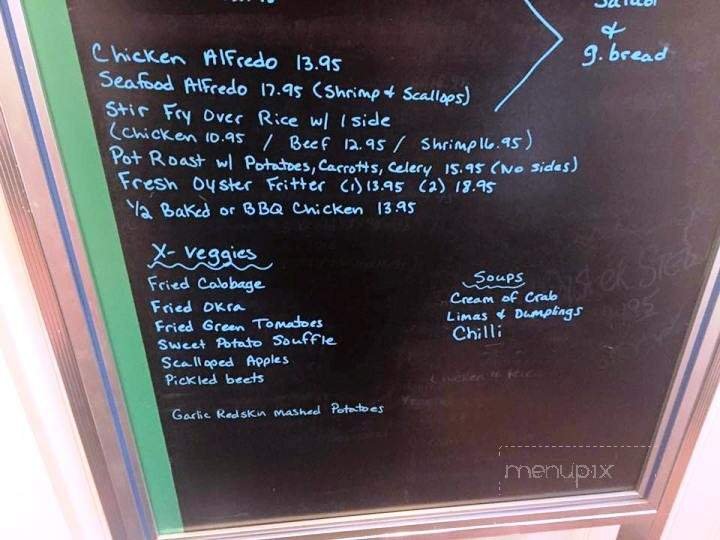 Salad
&
g. bread
Chicken Alfredo 13.95
Seafood Alfredo 17.95 (Shrimp & Scallops)
Stir Fry Over Rice w/ 1 side
(Chicken 10.95 / Beef 12.95 / Shrimp 16.95)
Pot Roast w/ Potatoes, Carrotts, Celery 15.95 (No sides)
Fresh Oyster Fritter (1) 13.95 (2) 18.95
1/2 Baked or BBQ Chicken 13.95
X-veggies
Fried Cabbage
Fried Okra
Fried Green Tomatoes
Sweet Potato Souffle
Scalloped Apples
Pickled beets
Garlic Redskin mashed Potatoes
Soups
Cream of Crab
Limas & Dumplings
Chilli
menupix